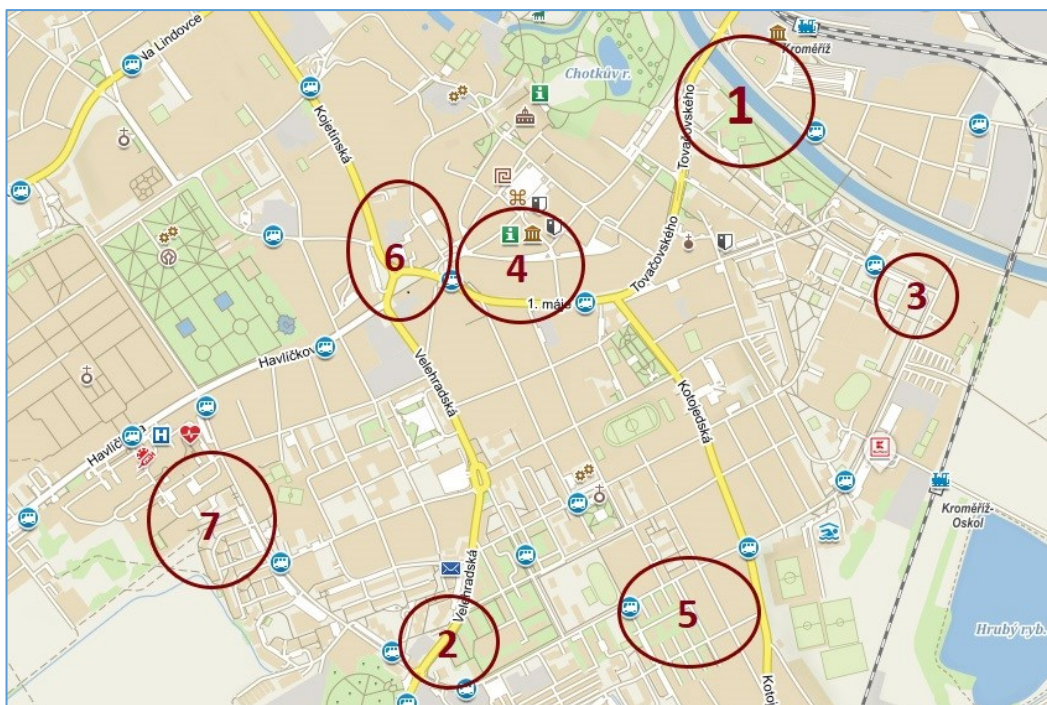 Na Lindovce
Kroměříž
Chotkův r.
Kojetínská
Tovačovského
1
6
4
Tovačovského
3
1. máje
Havlíčkova
Velehradská
Kotojedská
Havlíčkova
H
7
Kroměříž-
Oskol
Velehradská
5
2
Hrubý ryb.
Kotoj